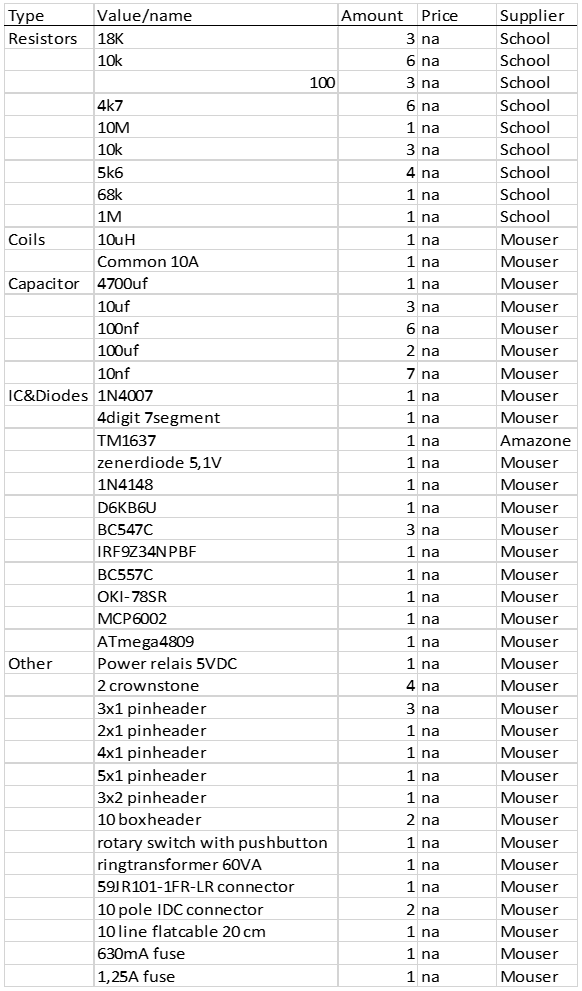 Type Value/name Amount Price Supplier
Resistors 18K 3 na School
10k 6 na School
100 3 na School
4k7 6 na School
10M 1 na School
10k 3 na School
5k6 4 na School
68k 1 na School
1M 1 na School
Coils 10uH 1 na Mouser
Common 10A 1 na Mouser
Capacitor 4700uf 1 na Mouser
10uf 3 na Mouser
100nf 6 na Mouser
100uf 2 na Mouser
10nf 7 na Mouser
IC&Diodes 1N4007 1 na Mouser
4digit 7segment 1 na Mouser
TM1637 1 na Amazone
zenerdiode 5,1V 1 na Mouser
1N4148 1 na Mouser
D6KB6U 1 na Mouser
BC547C 3 na Mouser
IRF9Z34NPBF 1 na Mouser
BC557C 1 na Mouser
OKI-78SR 1 na Mouser
MCP6002 1 na Mouser
ATmega4809 1 na Mouser
Other Power relais 5VDC 1 na Mouser
2 crownstone 4 na Mouser
3x1 pinheader 3 na Mouser
2x1 pinheader 1 na Mouser
4x1 pinheader 1 na Mouser
5x1 pinheader 1 na Mouser
3x2 pinheader 1 na Mouser
10 boxheader 2 na Mouser
rotary switch with pushbutton 1 na Mouser
ringtransformer 60VA 1 na Mouser
59JR101-1FR-LR connector 1 na Mouser
10 pole IDC connector 2 na Mouser
10 line flatcable 20 cm 1 na Mouser
630mA fuse 1 na Mouser
1,25A fuse 1 na Mouser